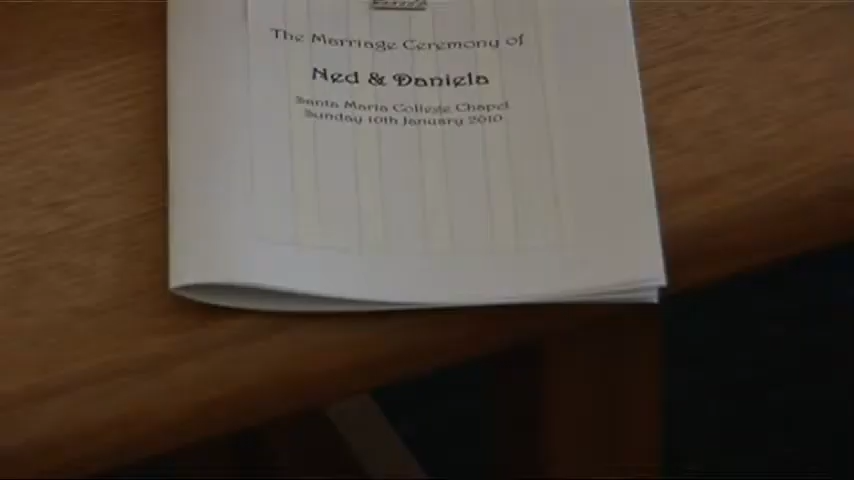 The Marriage Ceremony of
Ned & Daniela
Santa Maria College Chapel
Sunday 10th January 2010